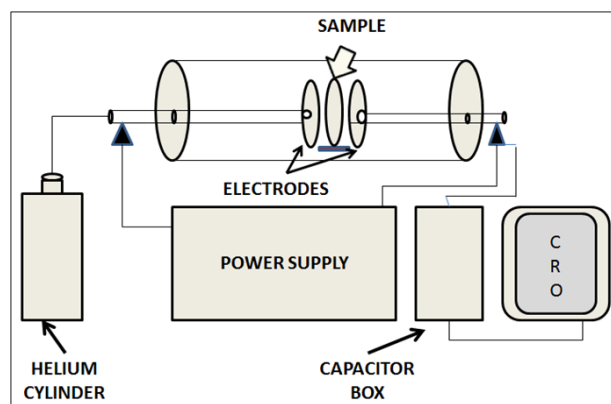 SAMPLE
ELECTRODES
POWER SUPPLY
C
R
O
HELIUM
CYLINDER
CAPACITOR
BOX